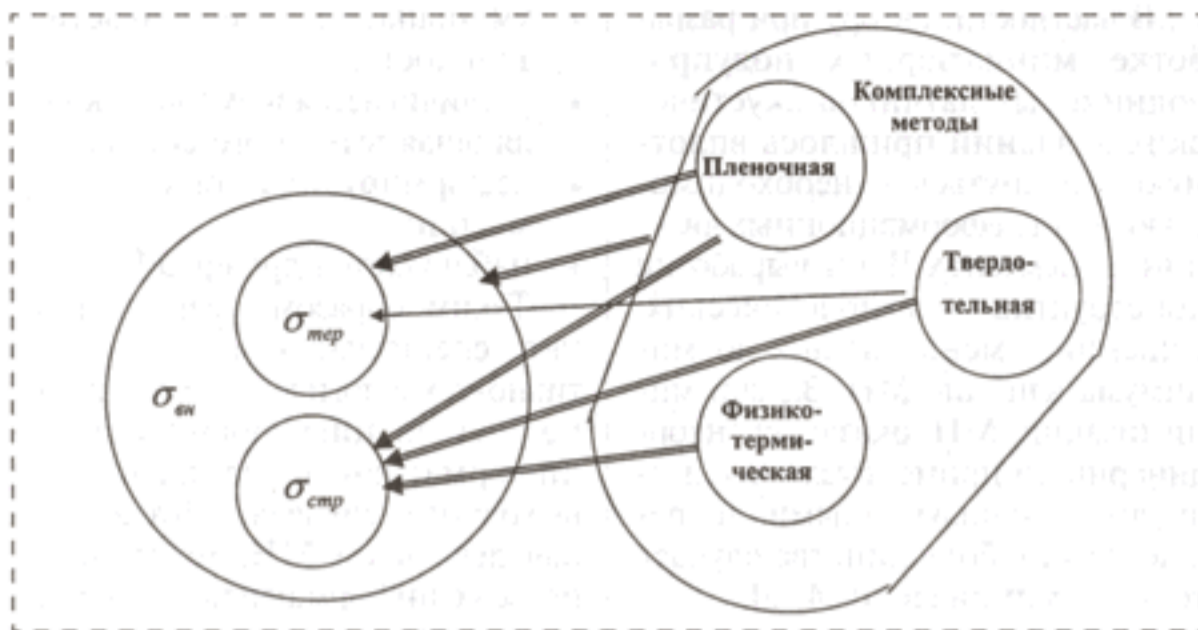 Комплексные
методы
Пленочная
Твердо-
тельная
σтер
σвн
Физико-
терми-
ческая
σстр